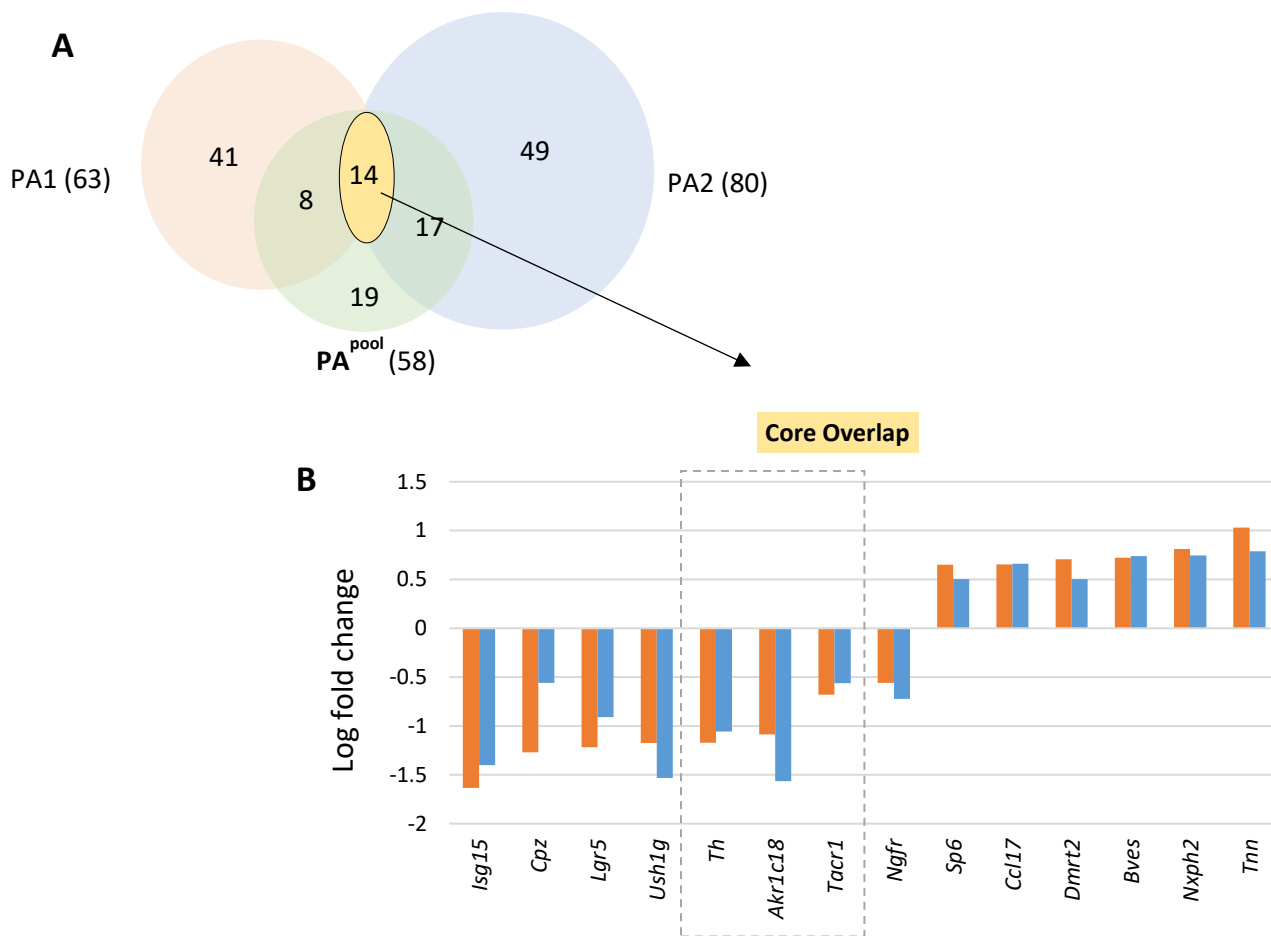 A
41
49
14
PA1 (63)
PA2 (80)
8
17
19
PA^pool (58)
Core Overlap
B
1.5
1
0.5
0
-0.5
-1
-1.5
-2
Log fold change
Isg15
Cpz
Lgr5
Ush1g
Th
Akr1c18
Tacr1
Ngfr
Sp6
Ccl17
Dmrt2
Bves
Nxph2
Tnn